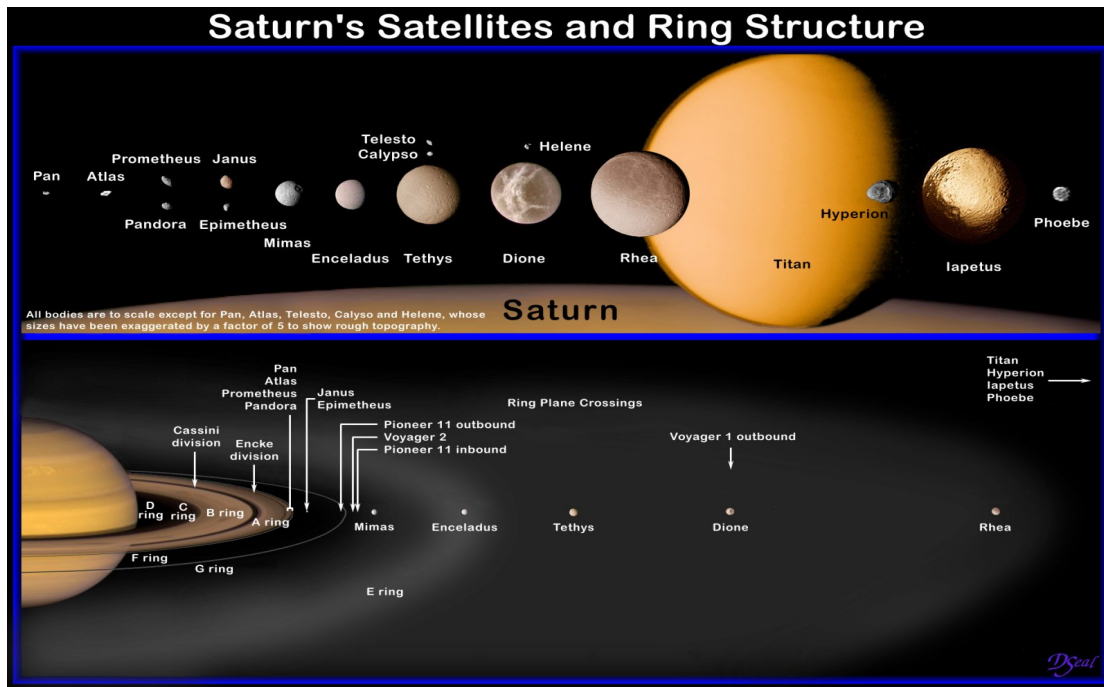 Saturn's Satellites and Ring Structure
Telesto
Calypso
Helene
Prometheus
Janus
Pan
Atlas
Pandora
Epimetheus
Mimas
Enceladus
Tethys
Dione
Rhea
Titan
Hyperion
Iapetus
Phoebe
Saturn
All bodies are to scale except for Pan, Atlas, Telesto, Calyso and Helene, whose
sizes have been exaggerated by a factor of 5 to show rough topography.
Pan
Atlas
Prometheus
Pandora
Janus
Epimetheus
Titan
Hyperion
Iapetus
Phoebe
Ring Plane Crossings
Cassini
division
Encke
division
Pioneer 11 outbound
Voyager 2
Pioneer 11 inbound
Voyager 1 outbound
D
ring
C
ring
B ring
A ring
Mimas
Enceladus
Tethys
Dione
Rhea
F ring
G ring
E ring
DSeal